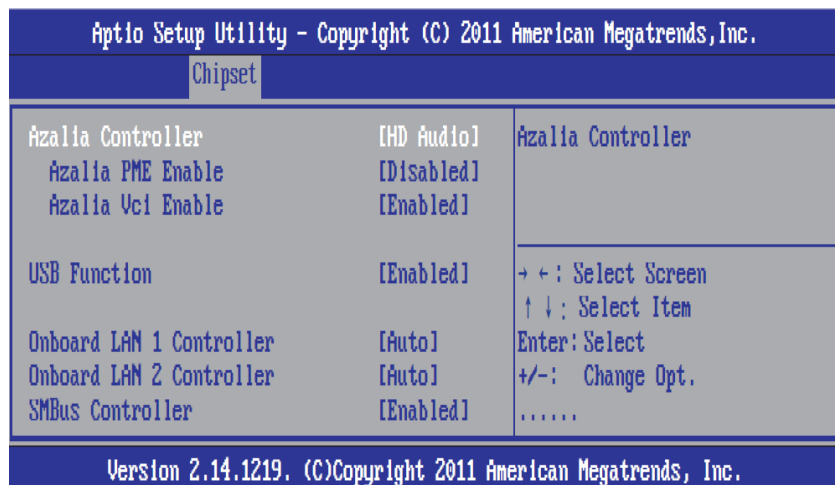 Aptio Setup Utility - Copyright (C) 2011 American Megatrends,Inc.
Chipset
Azalia Controller [HD Audio]
Azalia PME Enable [Disabled]
Azalia Vci Enable [Enabled]
USB Function [Enabled]
Onboard LAN 1 Controller [Auto]
Onboard LAN 2 Controller [Auto]
SMBus Controller [Enabled]
Azalia Controller
→ ←: Select Screen
↑ ↓: Select Item
Enter: Select
+/-: Change Opt.
......
Version 2.14.1219. (C)Copyright 2011 American Megatrends, Inc.